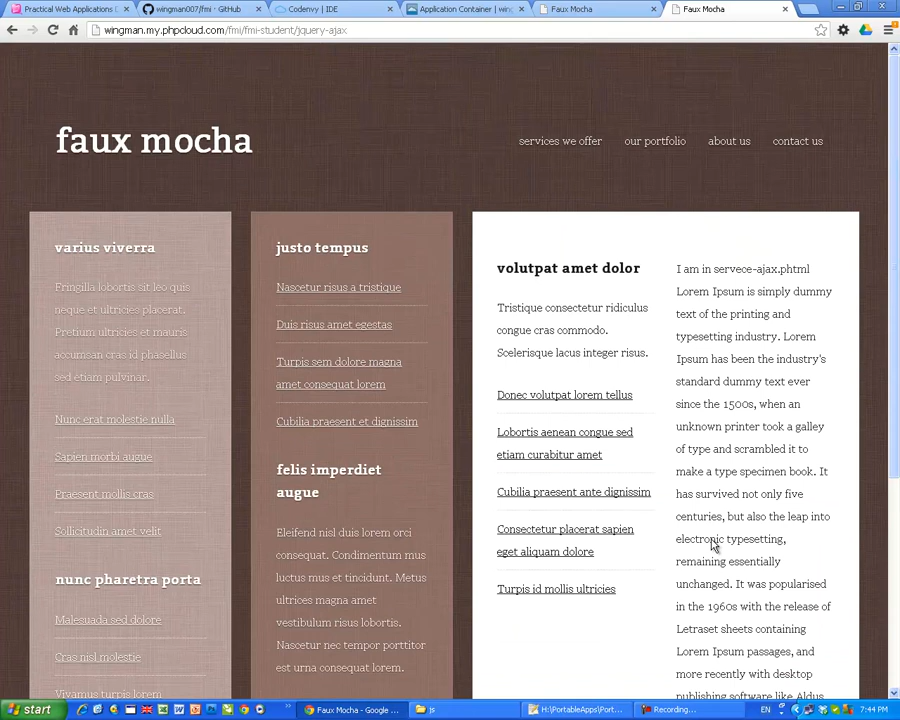 Practical Web Applications D
wingman007/fmi · GitHub
Codenvy | IDE
Application Container | wing
Faux Mocha
Faux Mocha
wingman.my.phpcloud.com/fmi/fmi-student/jquery-ajax
faux mocha
services we offer
our portfolio
about us
contact us
varius viverra
Fringilla lobortis sit leo quis
neque et ultricies placerat.
Pretium ultricies et mauris
accumsan cras id phasellus
sed etiam pulvinar.
Nunc erat molestie nulla
Sapien morbi augue
Praesent mollis cras
Sollicitudin amet velit
nunc pharetra porta
Malesuada sed dolore
Cras nisl molestie
Vivamus turpis lorem
justo tempus
Nascetur risus a tristique
Duis risus amet egestas
Turpis sem dolore magna
amet consequat lorem
Cubilia praesent et dignissim
felis imperdiet
augue
Eleifend nisl duis lorem orci
consequat. Condimentum mus
luctus mus et tincidunt. Metus
ultrices magna amet
vestibulum risus lobortis.
Nascetur nec tempor porttitor
est urna consequat lorem.
volutpat amet dolor
Tristique consectetur ridiculus
congue cras commodo.
Scelerisque lacus integer risus.
Donec volutpat lorem tellus
Lobortis aenean congue sed
etiam curabitur amet
Cubilia praesent ante dignissim
Consectetur placerat sapien
eget aliquam dolore
Turpis id mollis ultricies
I am in servece-ajax.phtml
Lorem Ipsum is simply dummy
text of the printing and
typesetting industry. Lorem
Ipsum has been the industry's
standard dummy text ever
since the 1500s, when an
unknown printer took a galley
of type and scrambled it to
make a type specimen book. It
has survived not only five
centuries, but also the leap into
electronic typesetting,
remaining essentially
unchanged. It was popularised
in the 1960s with the release of
Letraset sheets containing
Lorem Ipsum passages, and
more recently with desktop
publishing software like Aldus
start
Faux Mocha - Google ...
js
H:\PortableApps\Port...
Recording...
EN
7:44 PM